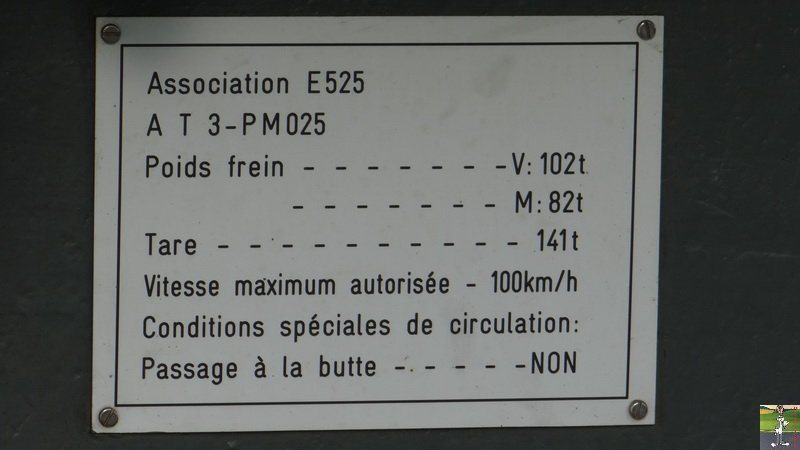 Association E525
A T 3-PM025
Poids frein - - - - - - - V: 102t
- - - - - - - M: 82t
Tare - - - - - - - - - - - 141t
Vitesse maximum autorisée - 100km/h
Conditions spéciales de circulation:
Passage à la butte - - - - - NON